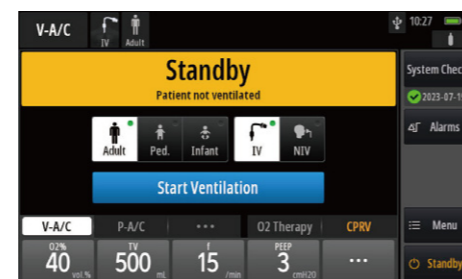 V-A/C IV Adult 10:27
Standby
Patient not ventilated
System Chec
2023-07-1
Adult Ped. Infant IV NIV
Alarms
Start Ventilation
V-A/C P-A/C ... O2 Therapy CPRV
Menu
O2% TV f PEEP
40 vol.% 500 mL 15 /min 3 cmH2O ...
Standby